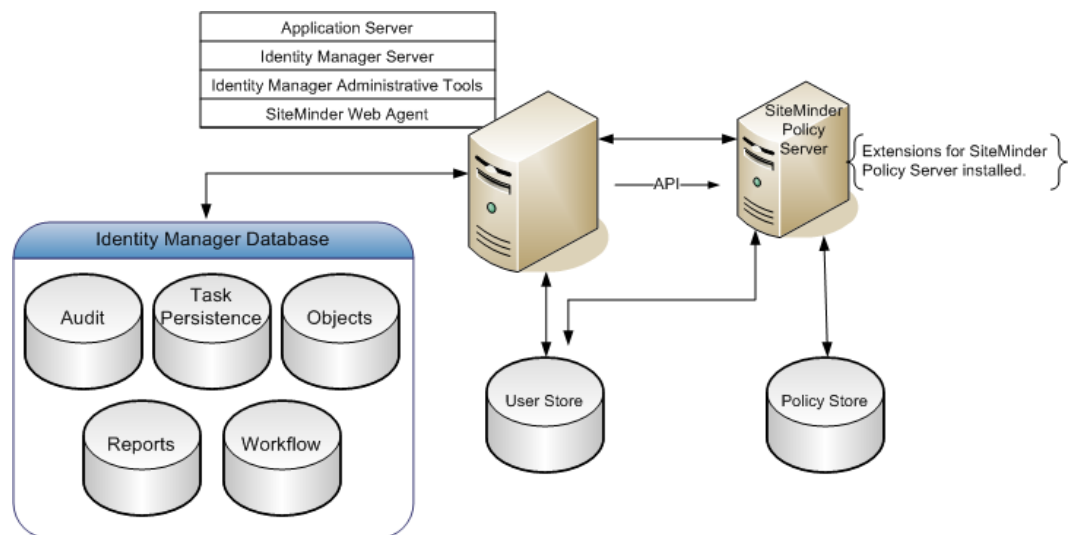 Application Server
Identity Manager Server
Identity Manager Administrative Tools
SiteMinder Web Agent
SiteMinder
Policy
Server
Extensions for SiteMinder
Policy Server installed.
API
Identity Manager Database
Audit
Task
Persistence
Objects
Reports
Workflow
User Store
Policy Store